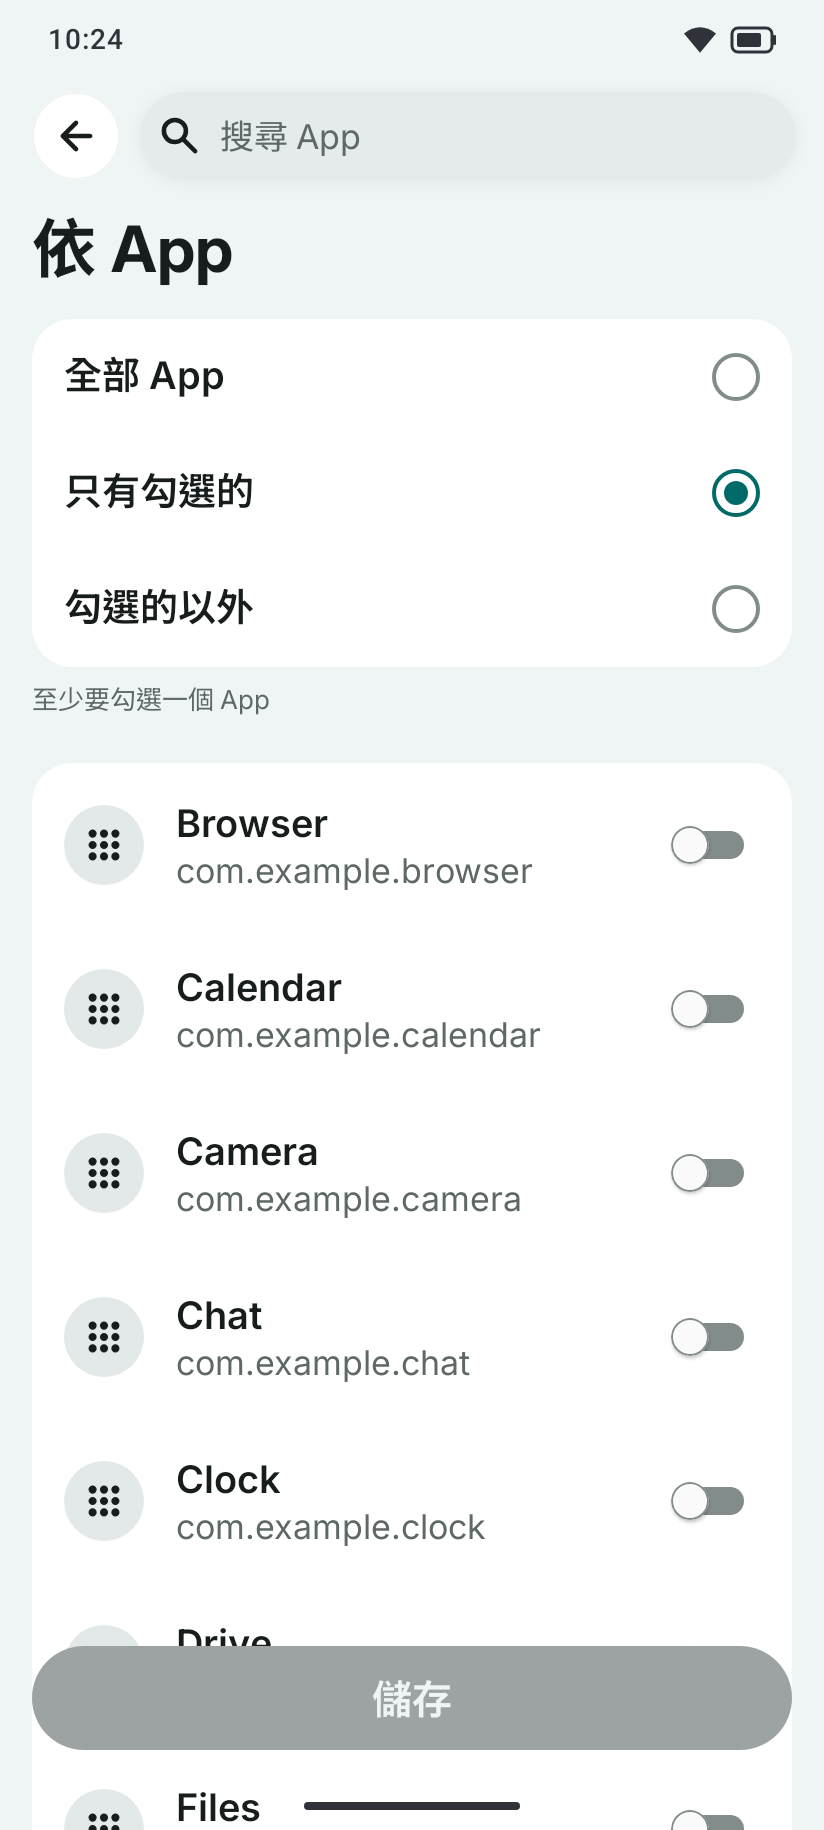 10:24
搜尋 App
依 App
全部 App
只有勾選的
勾選的以外
至少要勾選一個 App
Browser
com.example.browser
Calendar
com.example.calendar
Camera
com.example.camera
Chat
com.example.chat
Clock
com.example.clock
Drive
儲存
Files